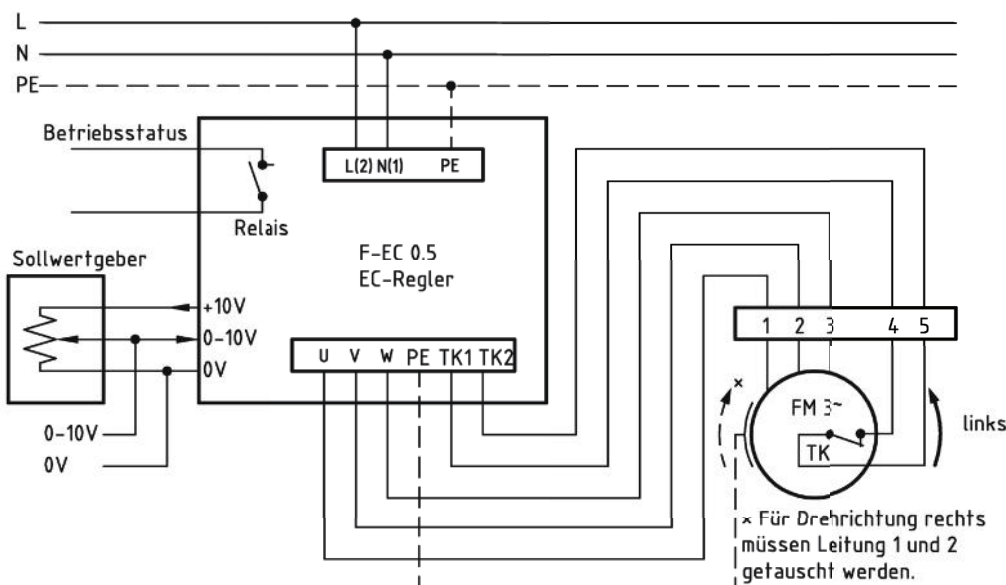 L
N
PE
Betriebsstatus
L(2) N(1) PE
Relais
F-EC 0.5
EC-Regler
Sollwertgeber
+10V
0-10V
0V
U V W PE TK1 TK2
1 2 3 4 5
×
FM 3~
TK
links
0-10V
0V
× Für Drehrichtung rechts
müssen Leitung 1 und 2
getauscht werden.